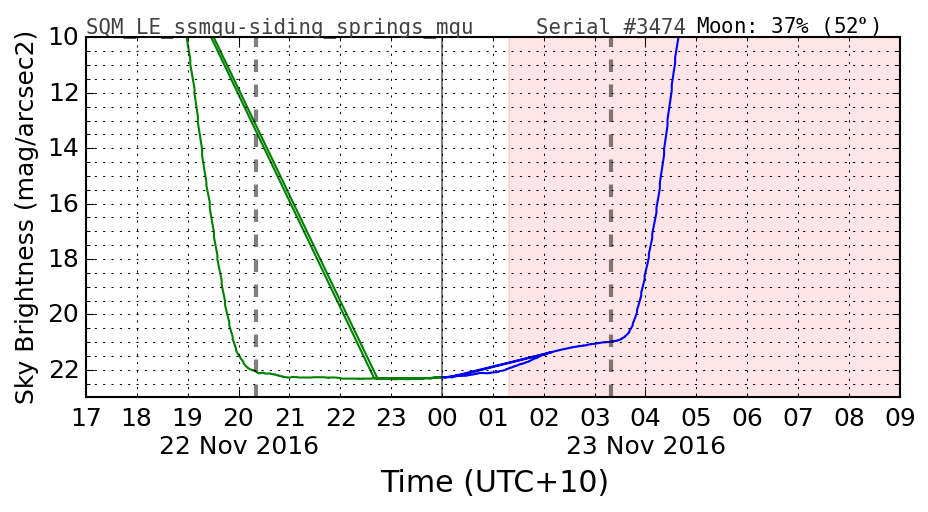 SQM_LE_ssmqu-siding_springs_mqu Serial #3474 Moon: 37% (52°)
10
12
14
16
18
20
22
Sky Brightness (mag/arcsec2)
17 18 19 20 21 22 23 00 01 02 03 04 05 06 07 08 09
22 Nov 2016 23 Nov 2016
Time (UTC+10)